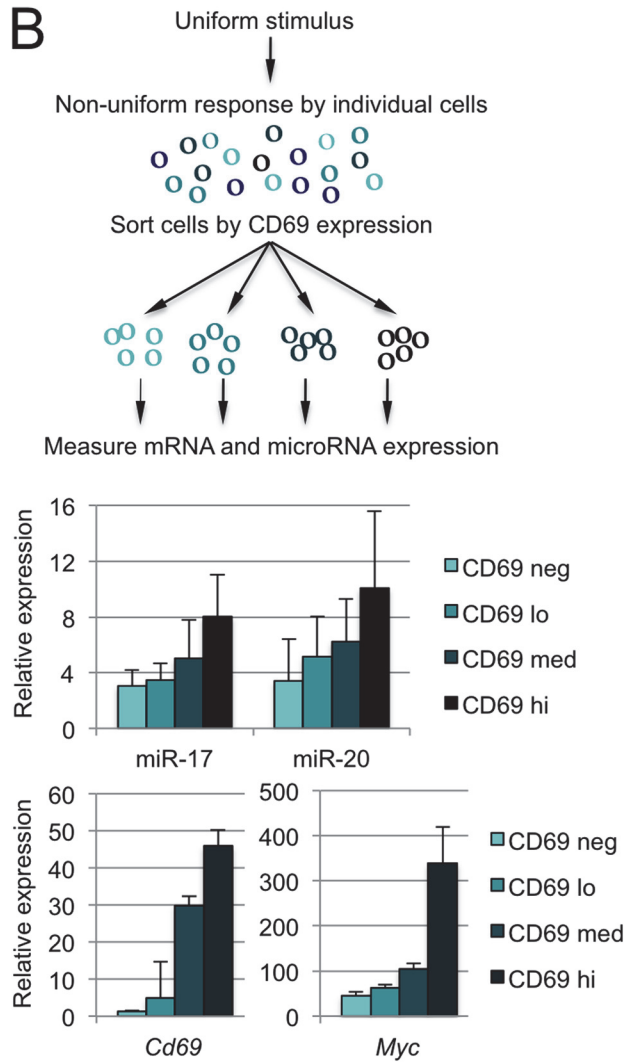 B
Uniform stimulus
Non-uniform response by individual cells
Sort cells by CD69 expression
Measure mRNA and microRNA expression
Relative expression
16
12
8
4
0
miR-17
miR-20
CD69 neg
CD69 lo
CD69 med
CD69 hi
Relative expression
60
50
40
30
20
10
0
Cd69
500
400
300
200
100
0
Myc
CD69 neg
CD69 lo
CD69 med
CD69 hi